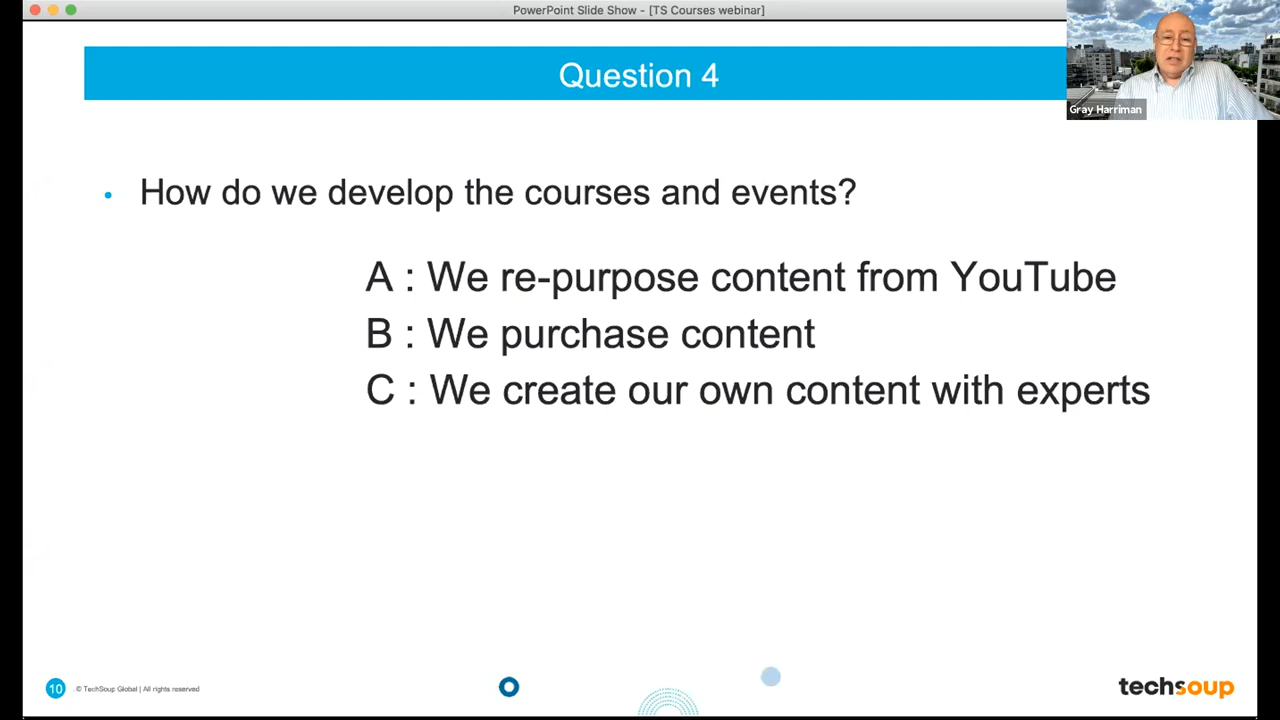 PowerPoint Slide Show - [TS Courses webinar]
Question 4
Gray Harriman
• How do we develop the courses and events?
A : We re-purpose content from YouTube
B : We purchase content
C : We create our own content with experts
10
© TechSoup Global | All rights reserved
techsoup